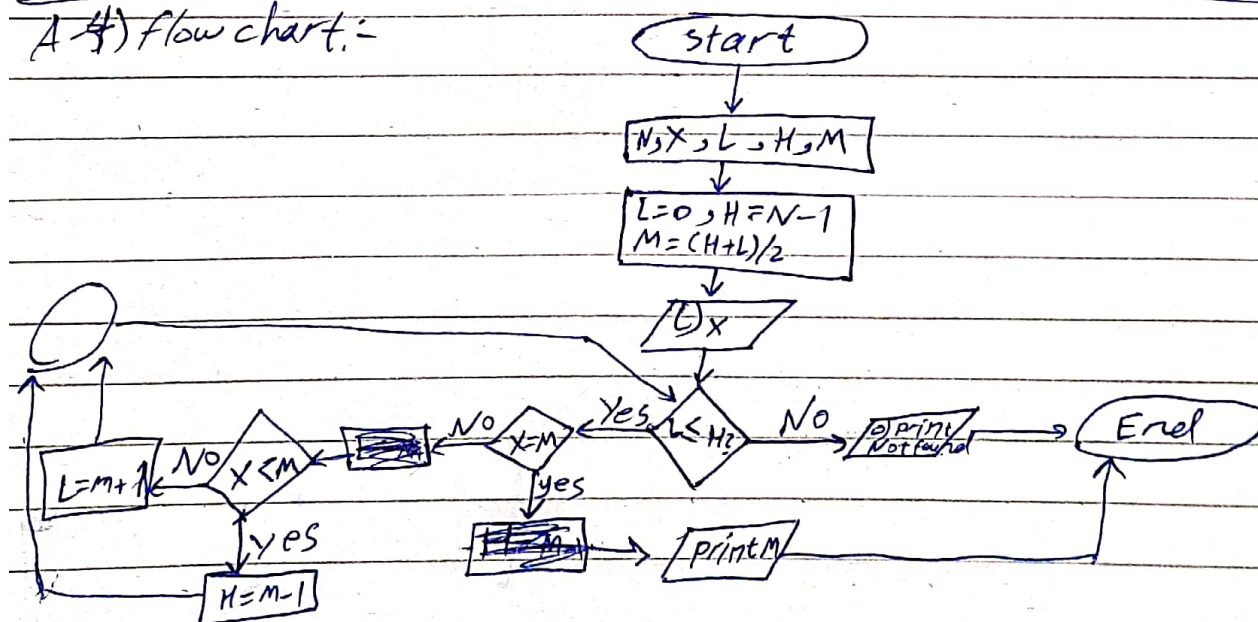 A-4) flow chart:-
start
N,X,L,H,M
L=0,H=N-1
M=(H+L)/2
(I) X
L≤H?
Yes
NO
X=M
NO
yes
X<M
NO
yes
L=M+1
H=M-1
(o) print
Not found
End
print M